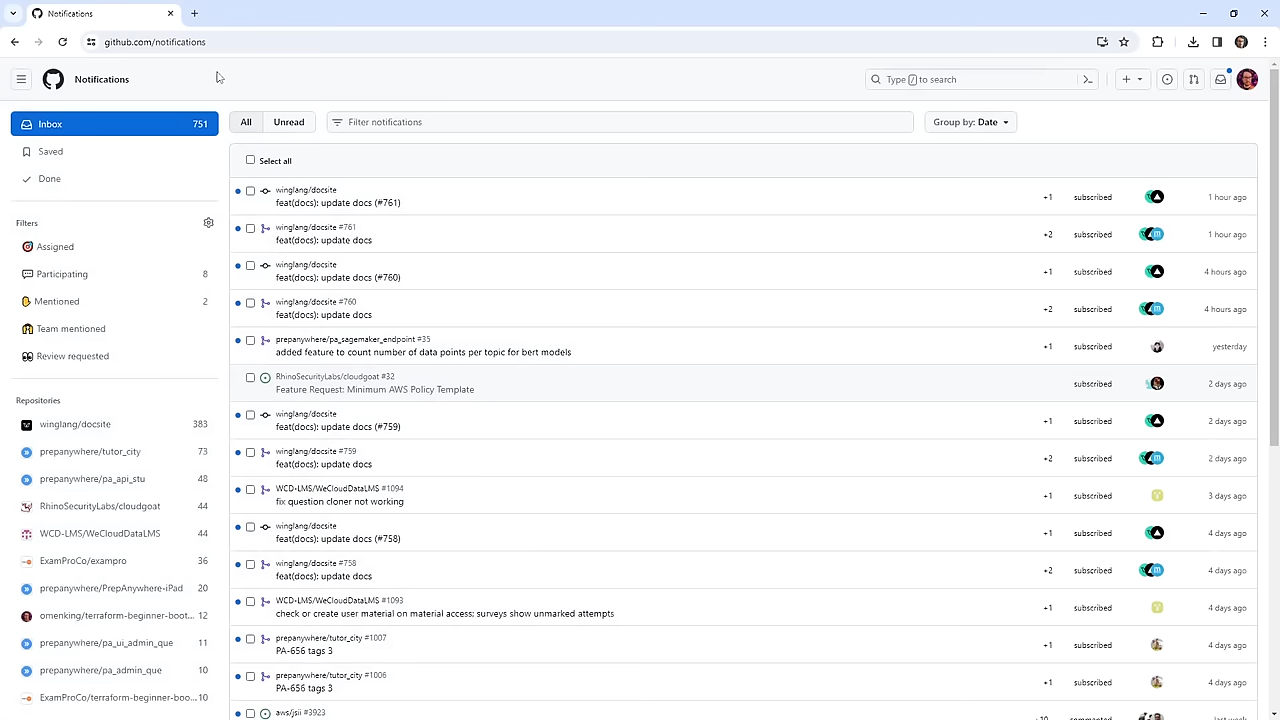 Notifications
github.com/notifications
Notifications
Type / to search
Inbox 751
Saved
Done
Filters
Assigned
Participating 8
Mentioned 2
Team mentioned
Review requested
Repositories
winglang/docsite 383
prepanywhere/tutor_city 73
prepanywhere/pa_api_stu 48
RhinoSecurityLabs/cloudgoat 44
WCD-LMS/WeCloudDataLMS 44
ExamProCo/exampro 36
prepanywhere/PrepAnywhere-iPad 20
omenking/terraform-beginner-boot... 12
prepanywhere/pa_ui_admin_que 11
prepanywhere/pa_admin_que 10
ExamProCo/terraform-beginner-boo... 10
All Unread Filter notifications Group by: Date
Select all
winglang/docsite
feat(docs): update docs (#761) +1 subscribed 1 hour ago
winglang/docsite #761
feat(docs): update docs +2 subscribed 1 hour ago
winglang/docsite
feat(docs): update docs (#760) +1 subscribed 4 hours ago
winglang/docsite #760
feat(docs): update docs +2 subscribed 4 hours ago
prepanywhere/pa_sagemaker_endpoint #35
added feature to count number of data points per topic for bert models +1 subscribed yesterday
RhinoSecurityLabs/cloudgoat #32
Feature Request: Minimum AWS Policy Template subscribed 2 days ago
winglang/docsite
feat(docs): update docs (#759) +1 subscribed 2 days ago
winglang/docsite #759
feat(docs): update docs +2 subscribed 2 days ago
WCD-LMS/WeCloudDataLMS #1094
fix question cloner not working +1 subscribed 3 days ago
winglang/docsite
feat(docs): update docs (#758) +1 subscribed 4 days ago
winglang/docsite #758
feat(docs): update docs +2 subscribed 4 days ago
WCD-LMS/WeCloudDataLMS #1093
check or create user material on material access; surveys show unmarked attempts +1 subscribed 4 days ago
prepanywhere/tutor_city #1007
PA-656 tags 3 +1 subscribed 4 days ago
prepanywhere/tutor_city #1006
PA-656 tags 3 +1 subscribed 4 days ago
aws/jsii #3923
+10 commented last week